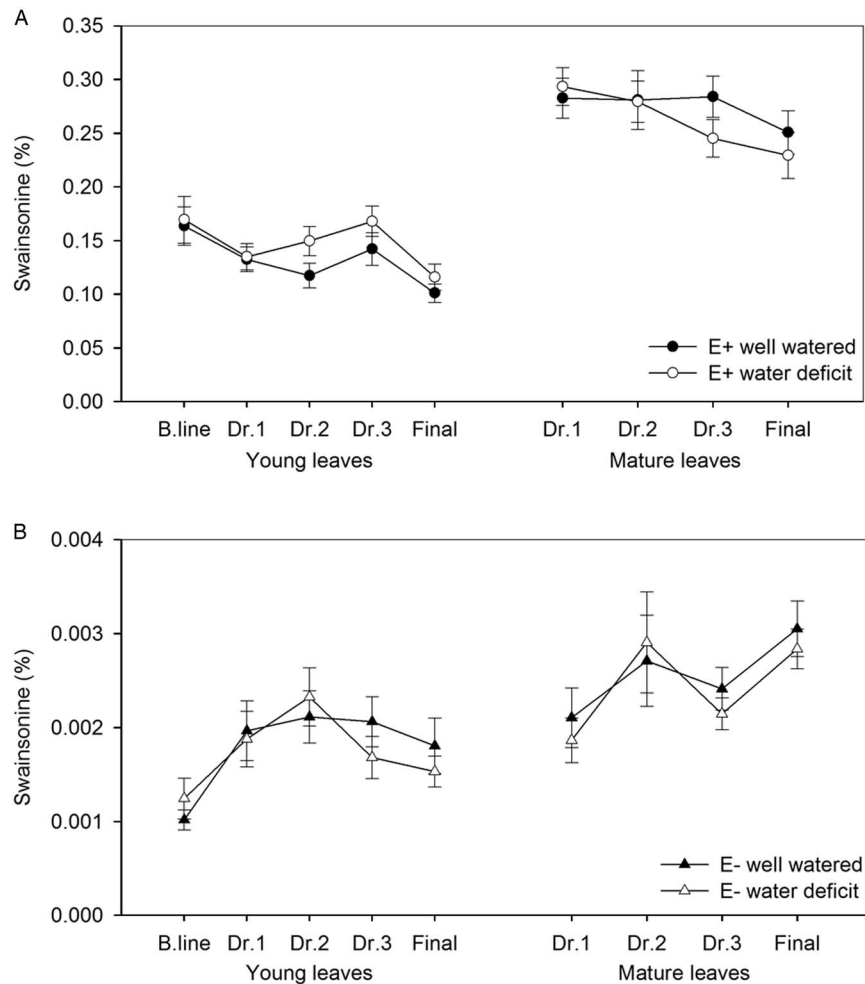 A
0.35
0.30
0.25
0.20
0.15
0.10
0.05
0.00
Swainsonine (%)
E+ well watered
E+ water deficit
B.line Dr.1 Dr.2 Dr.3 Final Dr.1 Dr.2 Dr.3 Final
Young leaves Mature leaves
B
0.004
0.003
0.002
0.001
0.000
Swainsonine (%)
E- well watered
E- water deficit
B.line Dr.1 Dr.2 Dr.3 Final Dr.1 Dr.2 Dr.3 Final
Young leaves Mature leaves